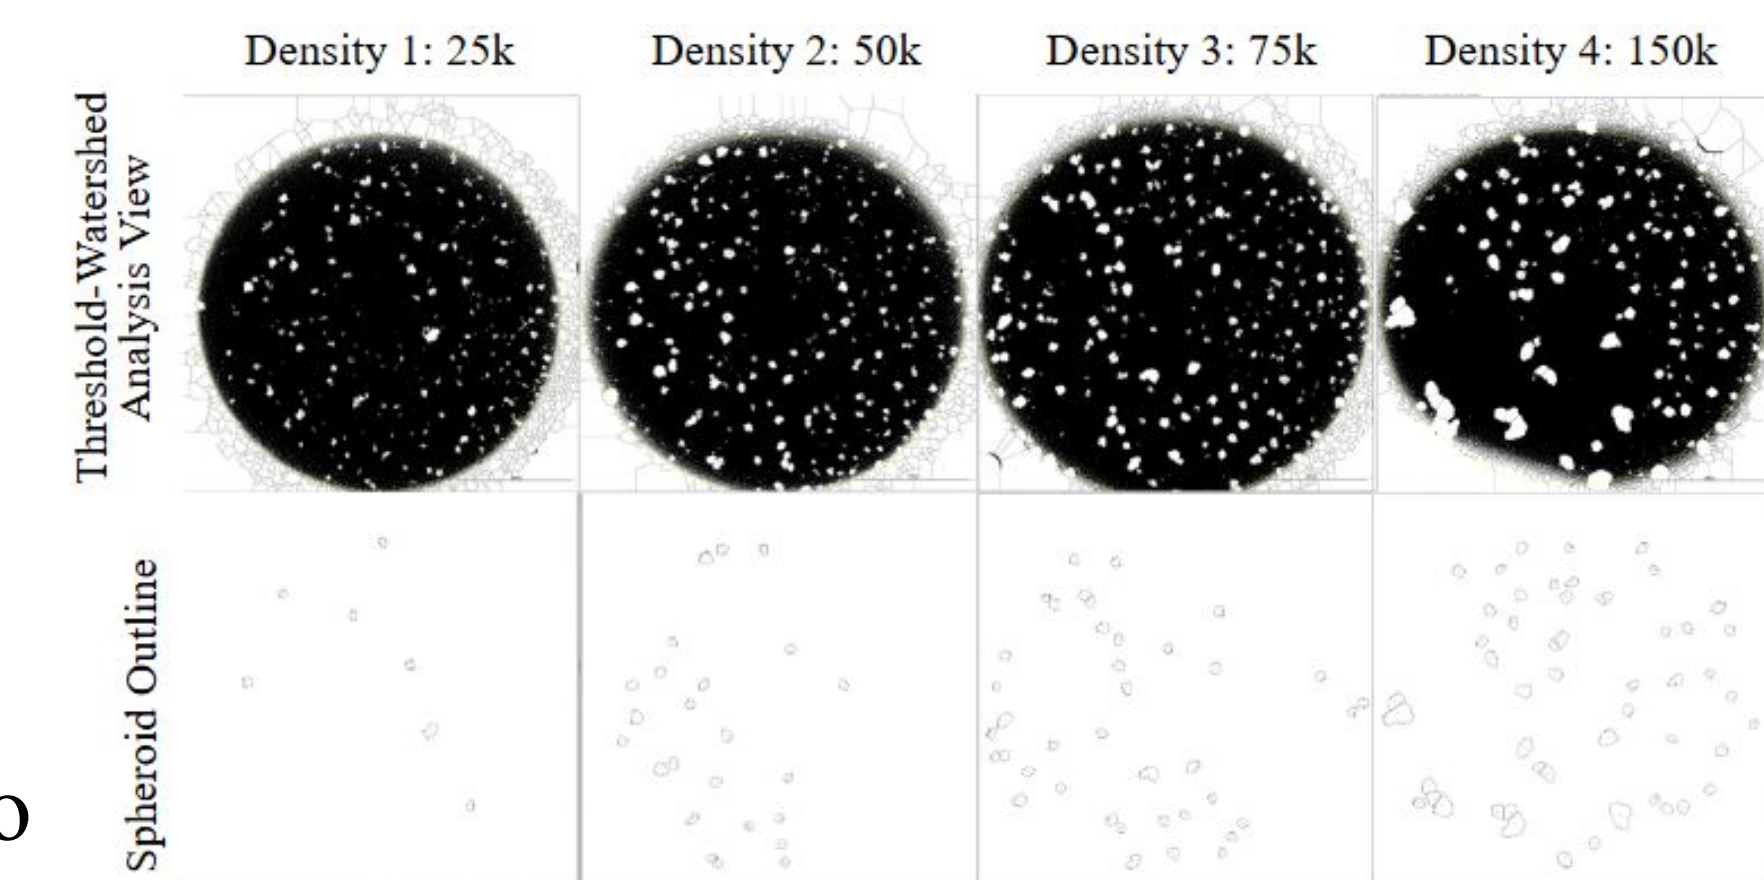 Density 1: 25k
Density 2: 50k
Density 3: 75k
Density 4: 150k
Threshold-Watershed
Analysis View
Spheroid Outline
o